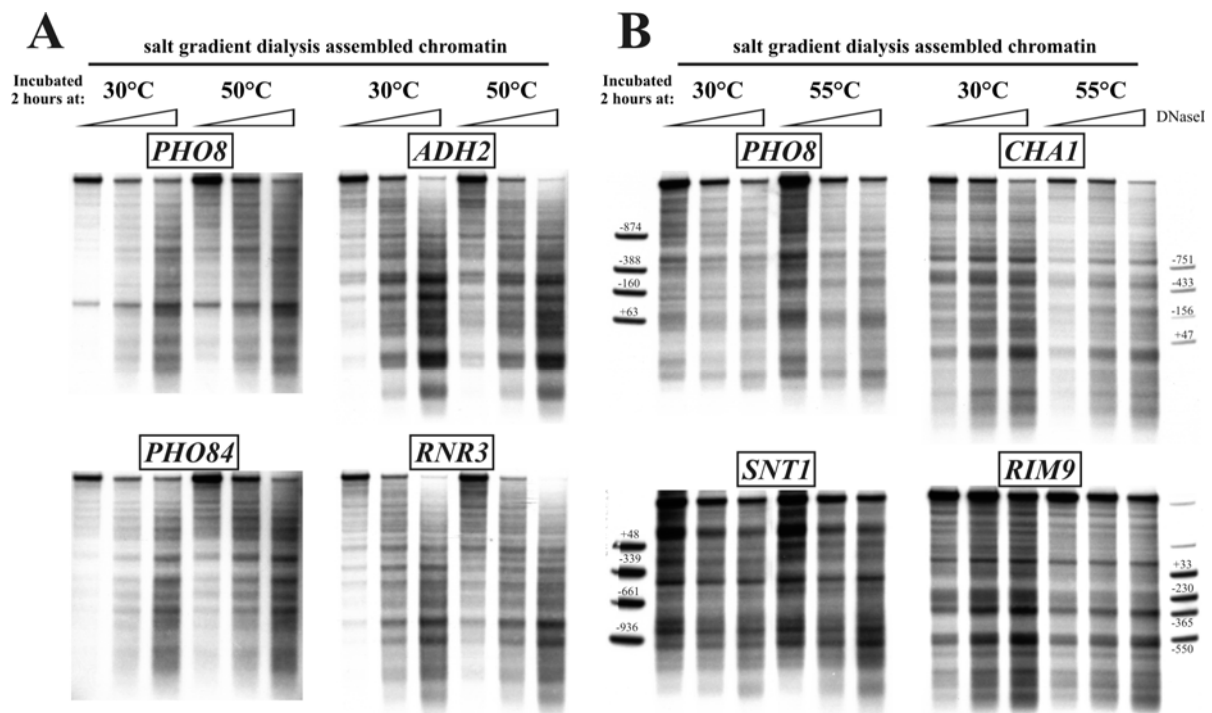 A
salt gradient dialysis assembled chromatin
Incubated
2 hours at:
30°C 50°C 30°C 50°C
PHO8 ADH2
PHO84 RNR3
B
salt gradient dialysis assembled chromatin
Incubated
2 hours at:
30°C 55°C 30°C 55°C
DNaseI
PHO8 CHA1
-874
-388
-160
+63
-751
-433
-156
+47
SNT1 RIM9
+48
-339
-661
-936
+33
-230
-365
-550